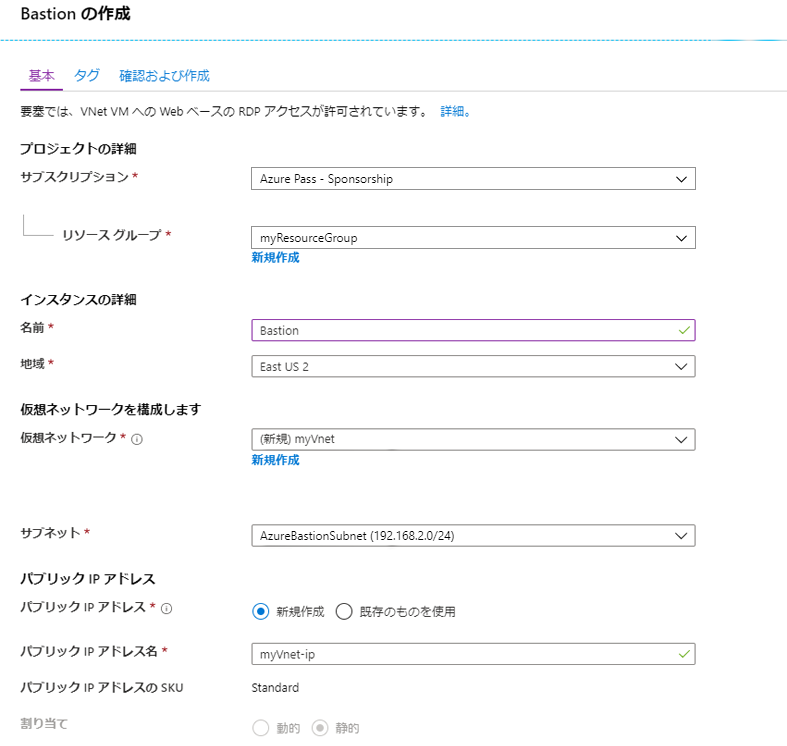 Bastion の作成
基本 タグ 確認および作成
要塞では、VNet VM への Web ベースの RDP アクセスが許可されています。 詳細。
プロジェクトの詳細
サブスクリプション * Azure Pass - Sponsorship
リソース グループ * myResourceGroup
新規作成
インスタンスの詳細
名前 * Bastion
地域 * East US 2
仮想ネットワークを構成します
仮想ネットワーク * (新規) myVnet
新規作成
サブネット * AzureBastionSubnet (192.168.2.0/24)
パブリック IP アドレス
パブリック IP アドレス * 新規作成 既存のものを使用
パブリック IP アドレス名 * myVnet-ip
パブリック IP アドレスの SKU Standard
割り当て 動的 静的